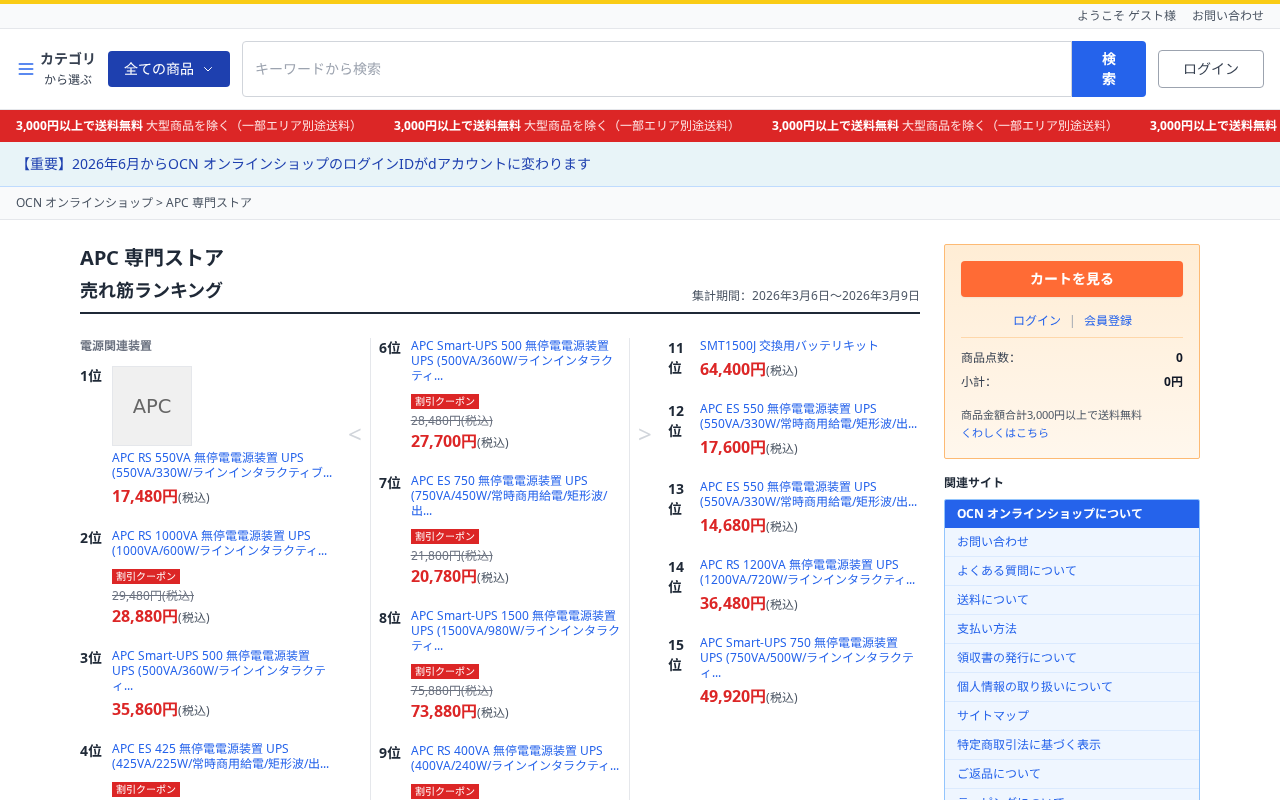 ようこそ ゲスト様 お問い合わせ
カテゴリ
から選ぶ
全ての商品
キーワードから検索
検索
ログイン
3,000円以上で送料無料 大型商品を除く（一部エリア別途送料） 3,000円以上で送料無料 大型商品を除く（一部エリア別途送料） 3,000円以上で送料無料 大型商品を除く（一部エリア別途送料） 3,000円以上で送料無料
【重要】2026年6月からOCN オンラインショップのログインIDがdアカウントに変わります
OCN オンラインショップ > APC 専門ストア
APC 専門ストア
売れ筋ランキング
集計期間：2026年3月6日～2026年3月9日
電源関連装置
1位
APC
APC RS 550VA 無停電電源装置 UPS
(550VA/330W/ラインインタラクティブ...
17,480円(税込)
2位
APC RS 1000VA 無停電電源装置 UPS
(1000VA/600W/ラインインタラクティ...
割引クーポン
29,480円(税込)
28,880円(税込)
3位
APC Smart-UPS 500 無停電電源装置
UPS (500VA/360W/ラインインタラクテ
ィ...
35,860円(税込)
4位
APC ES 425 無停電電源装置 UPS
(425VA/225W/常時商用給電/矩形波/出...
割引クーポン
<
6位
APC Smart-UPS 500 無停電電源装置
UPS (500VA/360W/ラインインタラク
ティ...
割引クーポン
28,480円(税込)
27,700円(税込)
7位
APC ES 750 無停電電源装置 UPS
(750VA/450W/常時商用給電/矩形波/
出...
割引クーポン
21,800円(税込)
20,780円(税込)
8位
APC Smart-UPS 1500 無停電電源装置
UPS (1500VA/980W/ラインインタラク
ティ...
割引クーポン
75,880円(税込)
73,880円(税込)
9位
APC RS 400VA 無停電電源装置 UPS
(400VA/240W/ラインインタラクティ...
割引クーポン
>
11位
SMT1500J 交換用バッテリキット
64,400円(税込)
12位
APC ES 550 無停電電源装置 UPS
(550VA/330W/常時商用給電/矩形波/出...
17,600円(税込)
13位
APC ES 550 無停電電源装置 UPS
(550VA/330W/常時商用給電/矩形波/出...
14,680円(税込)
14位
APC RS 1200VA 無停電電源装置 UPS
(1200VA/720W/ラインインタラクティ...
36,480円(税込)
15位
APC Smart-UPS 750 無停電電源装置
UPS (750VA/500W/ラインインタラクテ
ィ...
49,920円(税込)
カートを見る
ログイン | 会員登録
商品点数： 0
小計： 0円
商品金額合計3,000円以上で送料無料
くわしくはこちら
関連サイト
OCN オンラインショップについて
お問い合わせ
よくある質問について
送料について
支払い方法
領収書の発行について
個人情報の取り扱いについて
サイトマップ
特定商取引法に基づく表示
ご返品について